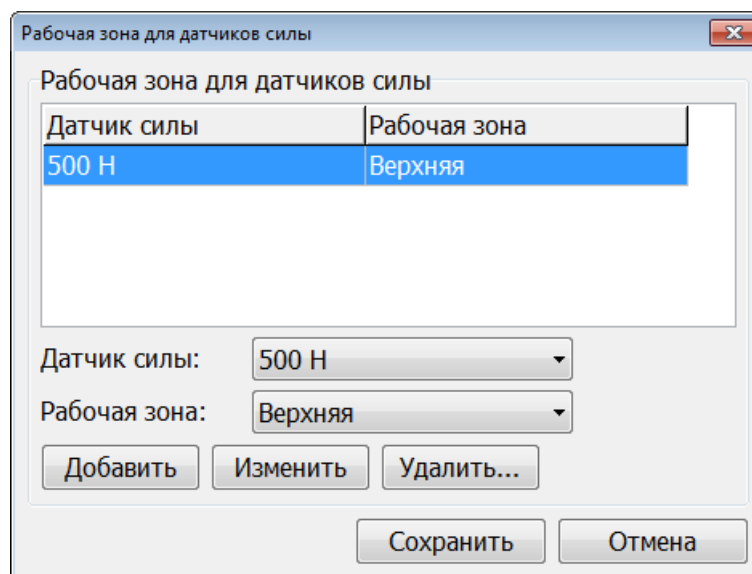 Рабочая зона для датчиков силы
Рабочая зона для датчиков силы
Датчик силы Рабочая зона
500 Н Верхняя
Датчик силы: 500 Н
Рабочая зона: Верхняя
Добавить Изменить Удалить...
Сохранить Отмена